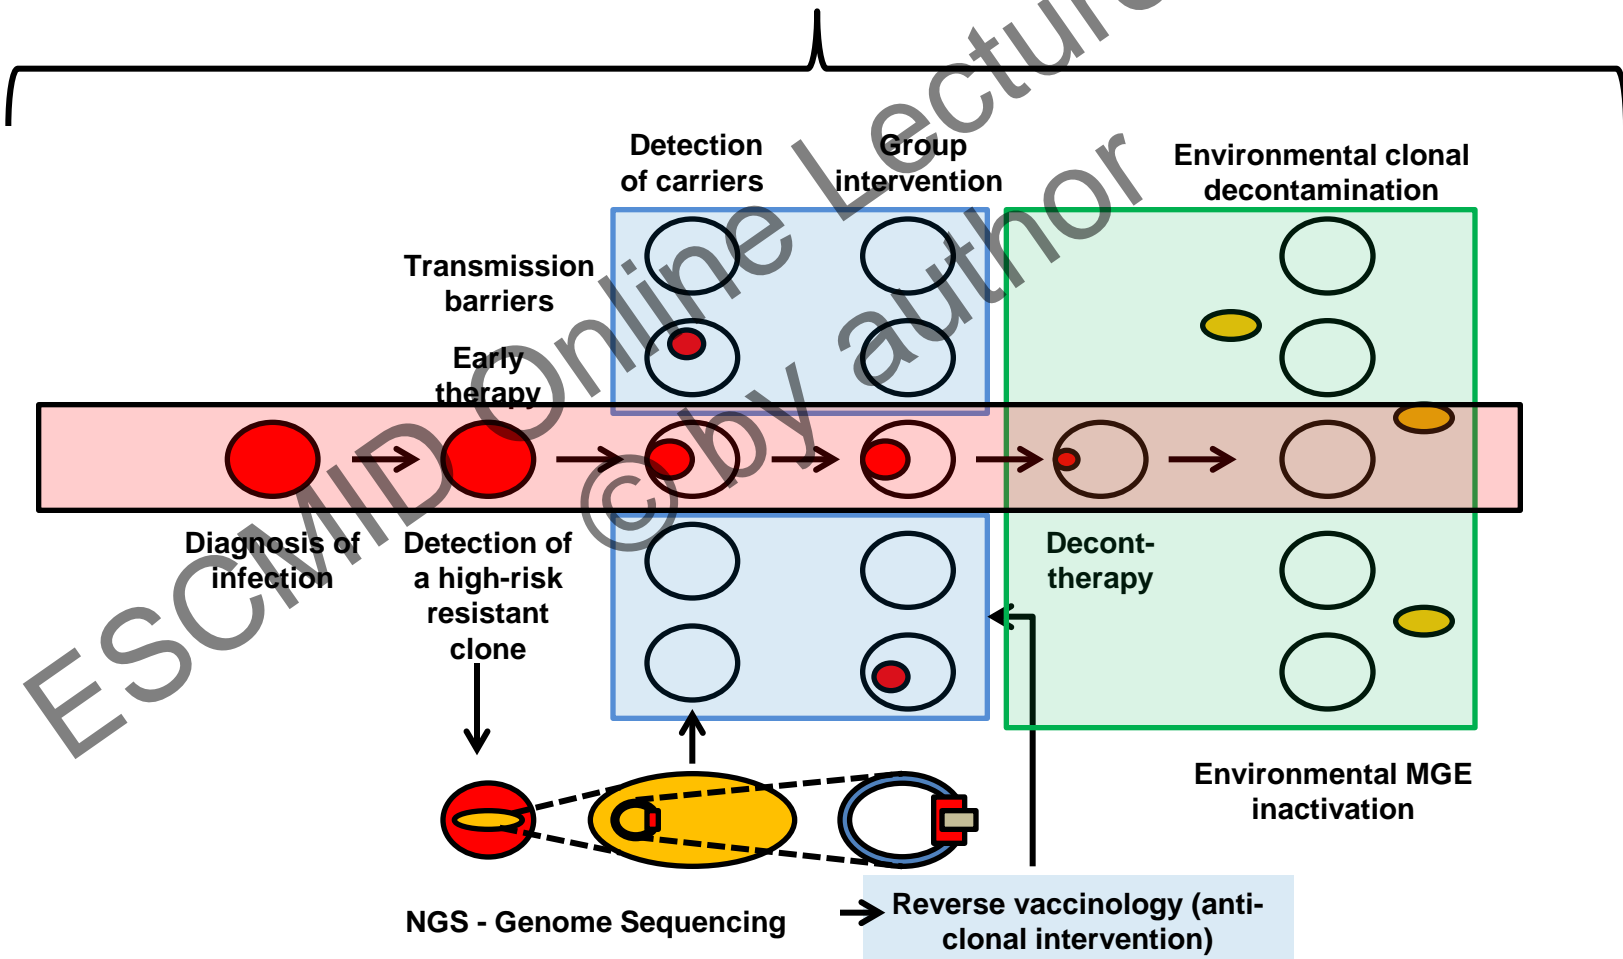 Detection
of carriers
Group
intervention
Environmental clonal
decontamination
Transmission
barriers
Early
therapy
Diagnosis of
infection
Detection of
a high-risk
resistant
clone
Decont-
therapy
Environmental MGE
inactivation
NGS - Genome Sequencing
Reverse vaccinology (anti-
clonal intervention)
ESCMID Online Lecture
© by author